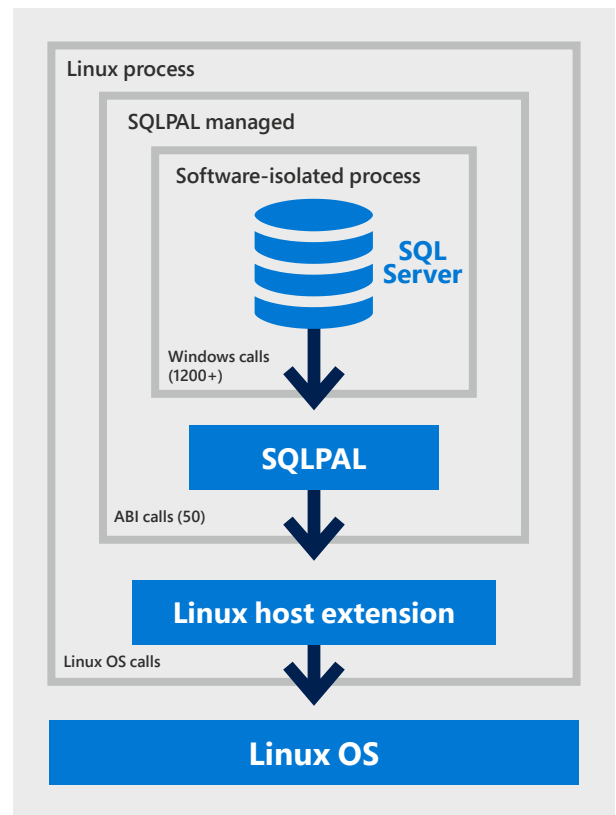 Linux process
SQLPAL managed
Software-isolated process
SQL
Server
Windows calls
(1200+)
SQLPAL
ABI calls (50)
Linux host extension
Linux OS calls
Linux OS